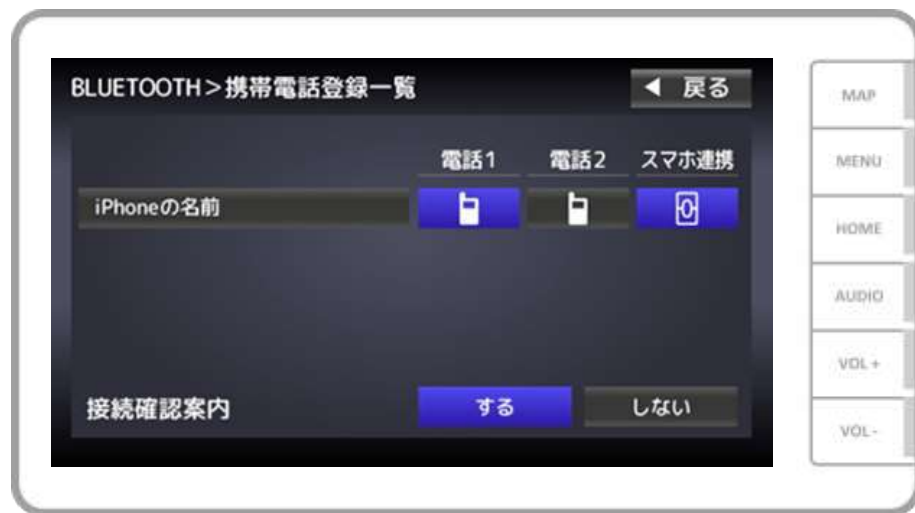 BLUETOOTH>携帯電話登録一覧 ◀ 戻る
電話1 電話2 スマホ連携
iPhoneの名前
接続確認案内 する しない
MAP
MENU
HOME
AUDIO
VOL+
VOL-